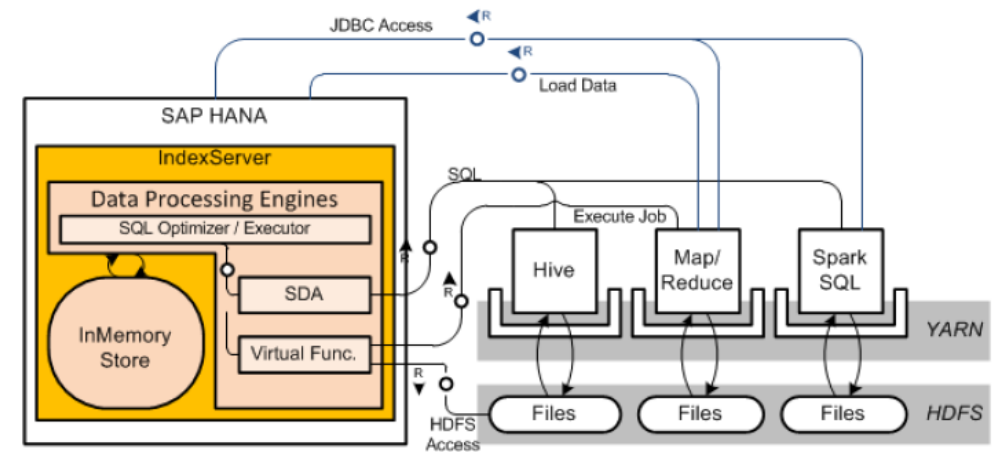 JDBC Access
R
R
Load Data
SAP HANA
IndexServer
Data Processing Engines
SQL Optimizer / Executor
SQL
Execute Job
R
R
SDA
InMemory
Store
Virtual Func.
R
HDFS
Access
Hive
Map/
Reduce
Spark
SQL
YARN
Files
Files
Files
HDFS